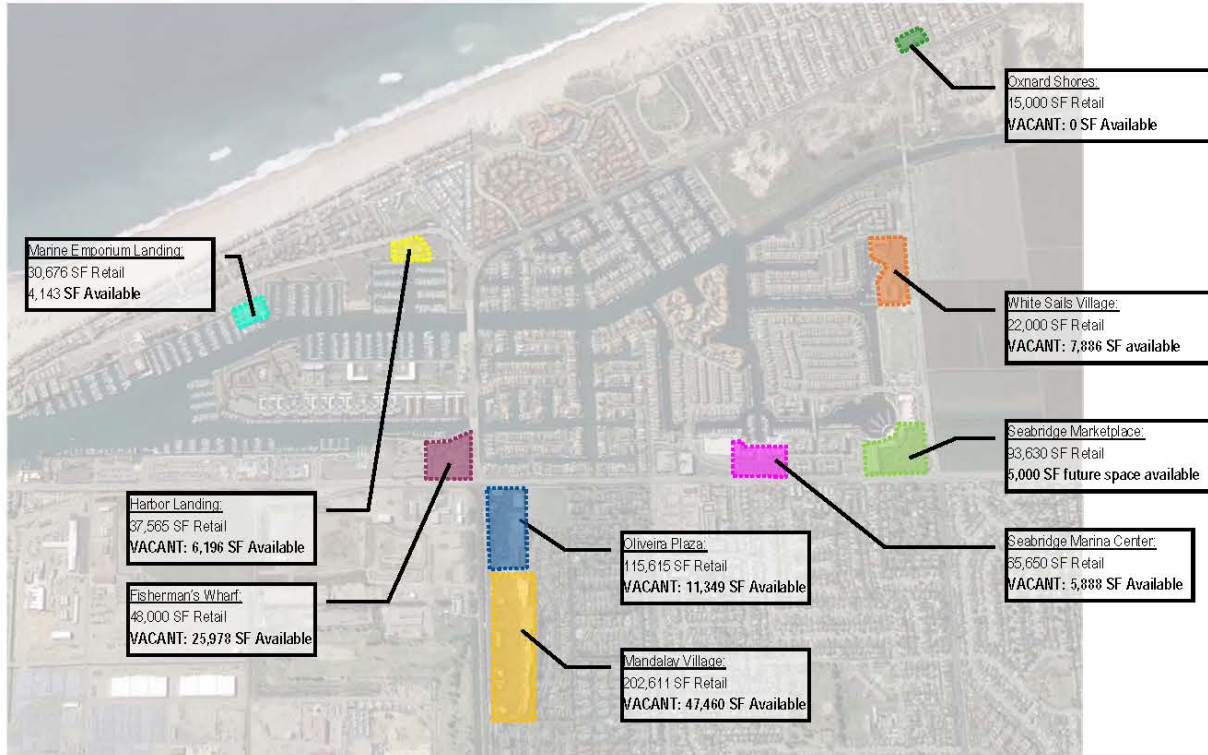 Oxnard Shores:
15,000 SF Retail
VACANT: 0 SF Available
Marine Emporium Landing:
30,676 SF Retail
4,143 SF Available
White Sails Village:
22,000 SF Retail
VACANT: 7,886 SF available
Seabridge Marketplace:
93,630 SF Retail
5,000 SF future space available
Harbor Landing:
37,565 SF Retail
VACANT: 6,196 SF Available
Oliveira Plaza:
115,615 SF Retail
VACANT: 11,349 SF Available
Seabridge Marina Center:
65,650 SF Retail
VACANT: 5,888 SF Available
Fisherman's Wharf:
48,000 SF Retail
VACANT: 25,978 SF Available
Mandalay Village:
202,611 SF Retail
VACANT: 47,460 SF Available